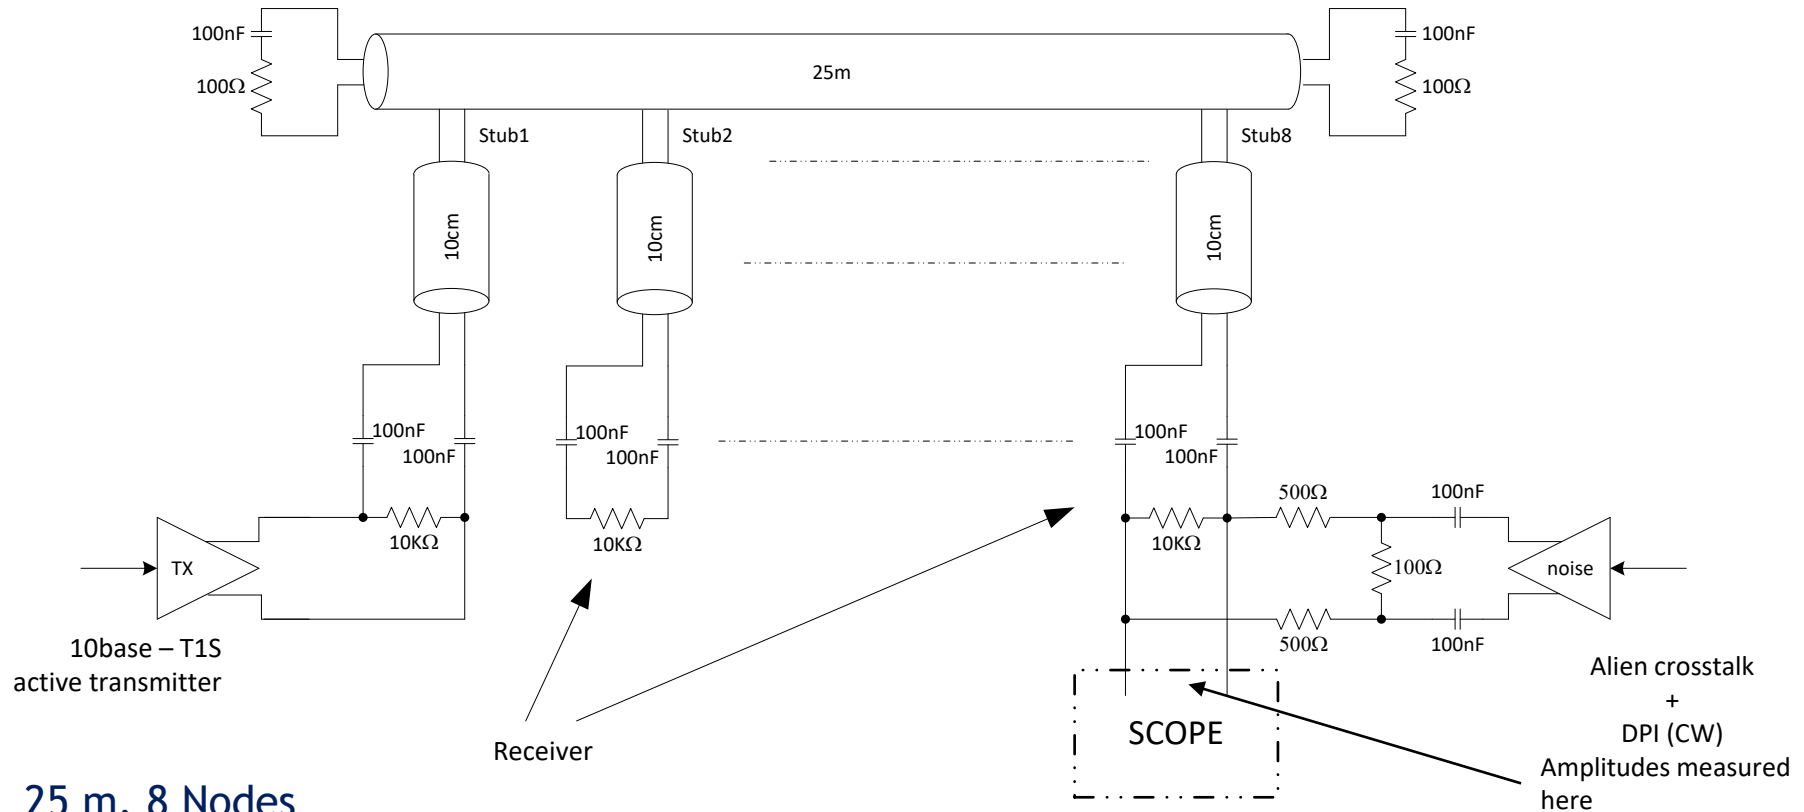 100nF
100Ω
25m
100nF
100Ω
Stub1
Stub2
Stub8
10cm
10cm
10cm
100nF
100nF
100nF
100nF
100nF
100nF
10KΩ
10KΩ
10KΩ
500Ω
100nF
100Ω
500Ω
100nF
TX
noise
10base – T1S
active transmitter
Receiver
SCOPE
Alien crosstalk
+
DPI (CW)
Amplitudes measured
here
25 m, 8 Nodes